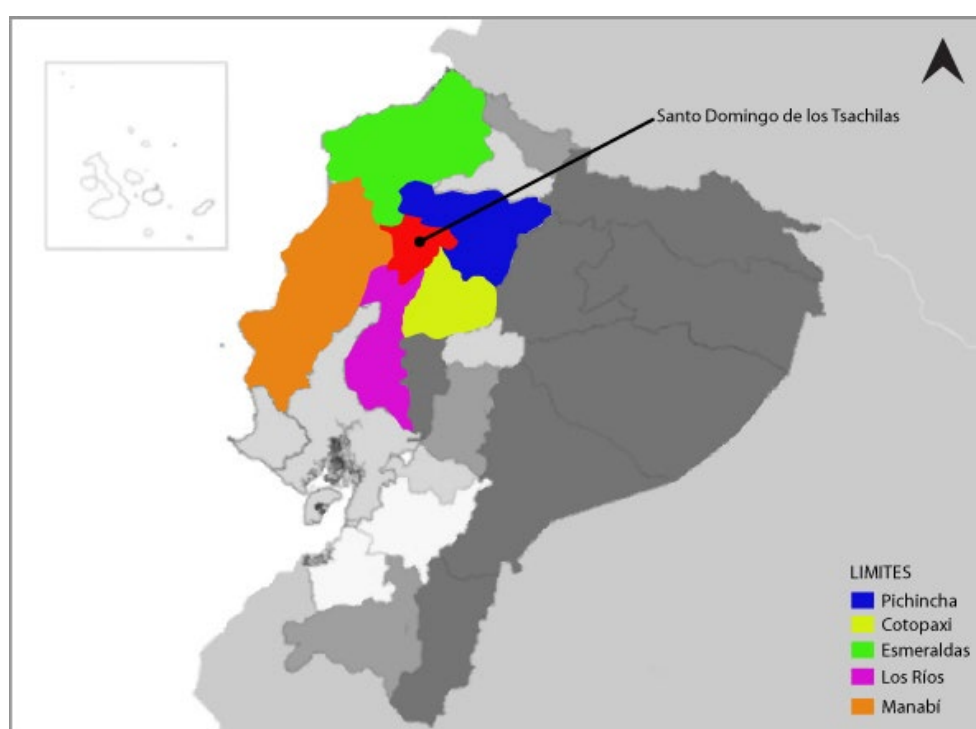 Santo Domingo de los Tsachilas
LIMITES
Pichincha
Cotopaxi
Esmeraldas
Los Ríos
Manabí